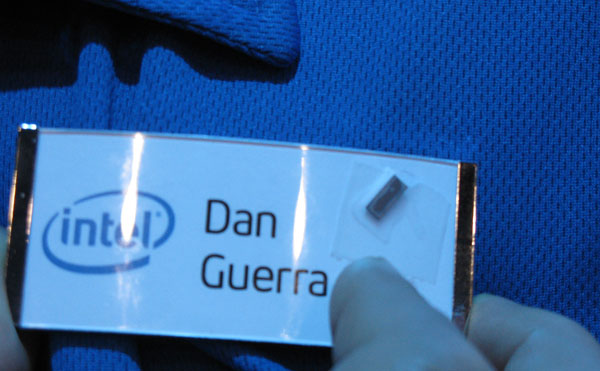 intel
Dan
Guerra